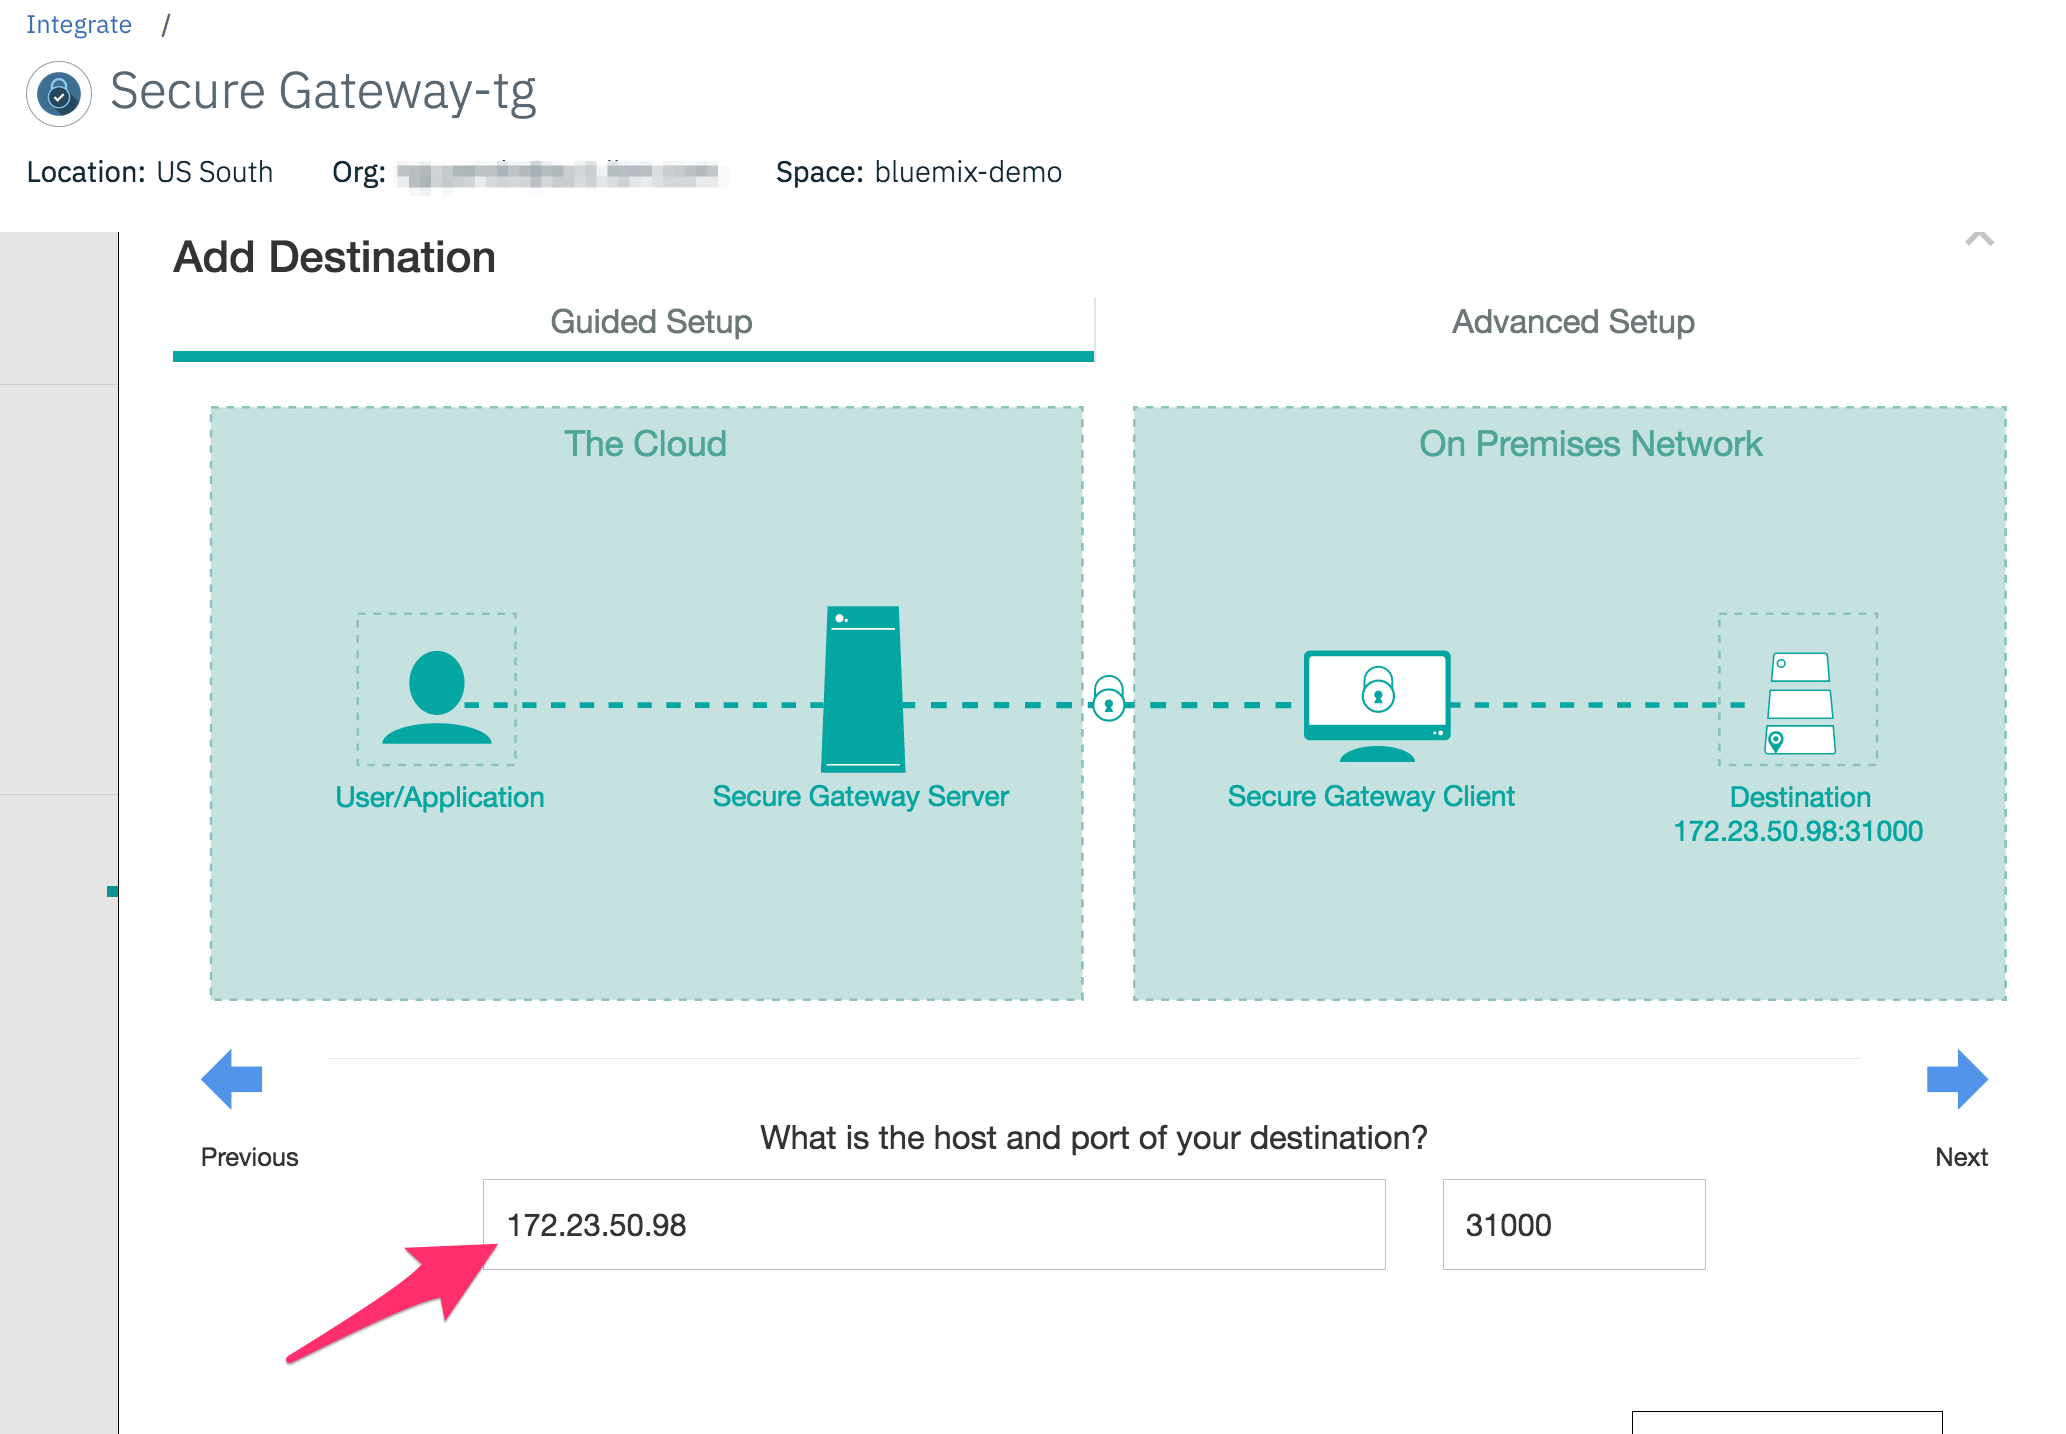 Integrate /
Secure Gateway-tg
Location: US South Org: Space: bluemix-demo
Add Destination
Guided Setup
Advanced Setup
The Cloud
On Premises Network
User/Application
Secure Gateway Server
Secure Gateway Client
Destination
172.23.50.98:31000
What is the host and port of your destination?
Previous
Next
172.23.50.98
31000